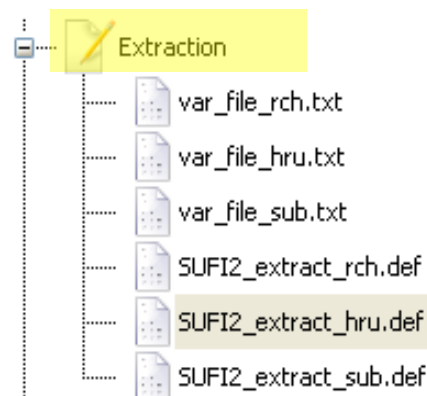 Extraction
var_file_rch.txt
var_file_hru.txt
var_file_sub.txt
SUFI2_extract_rch.def
SUFI2_extract_hru.def
SUFI2_extract_sub.def